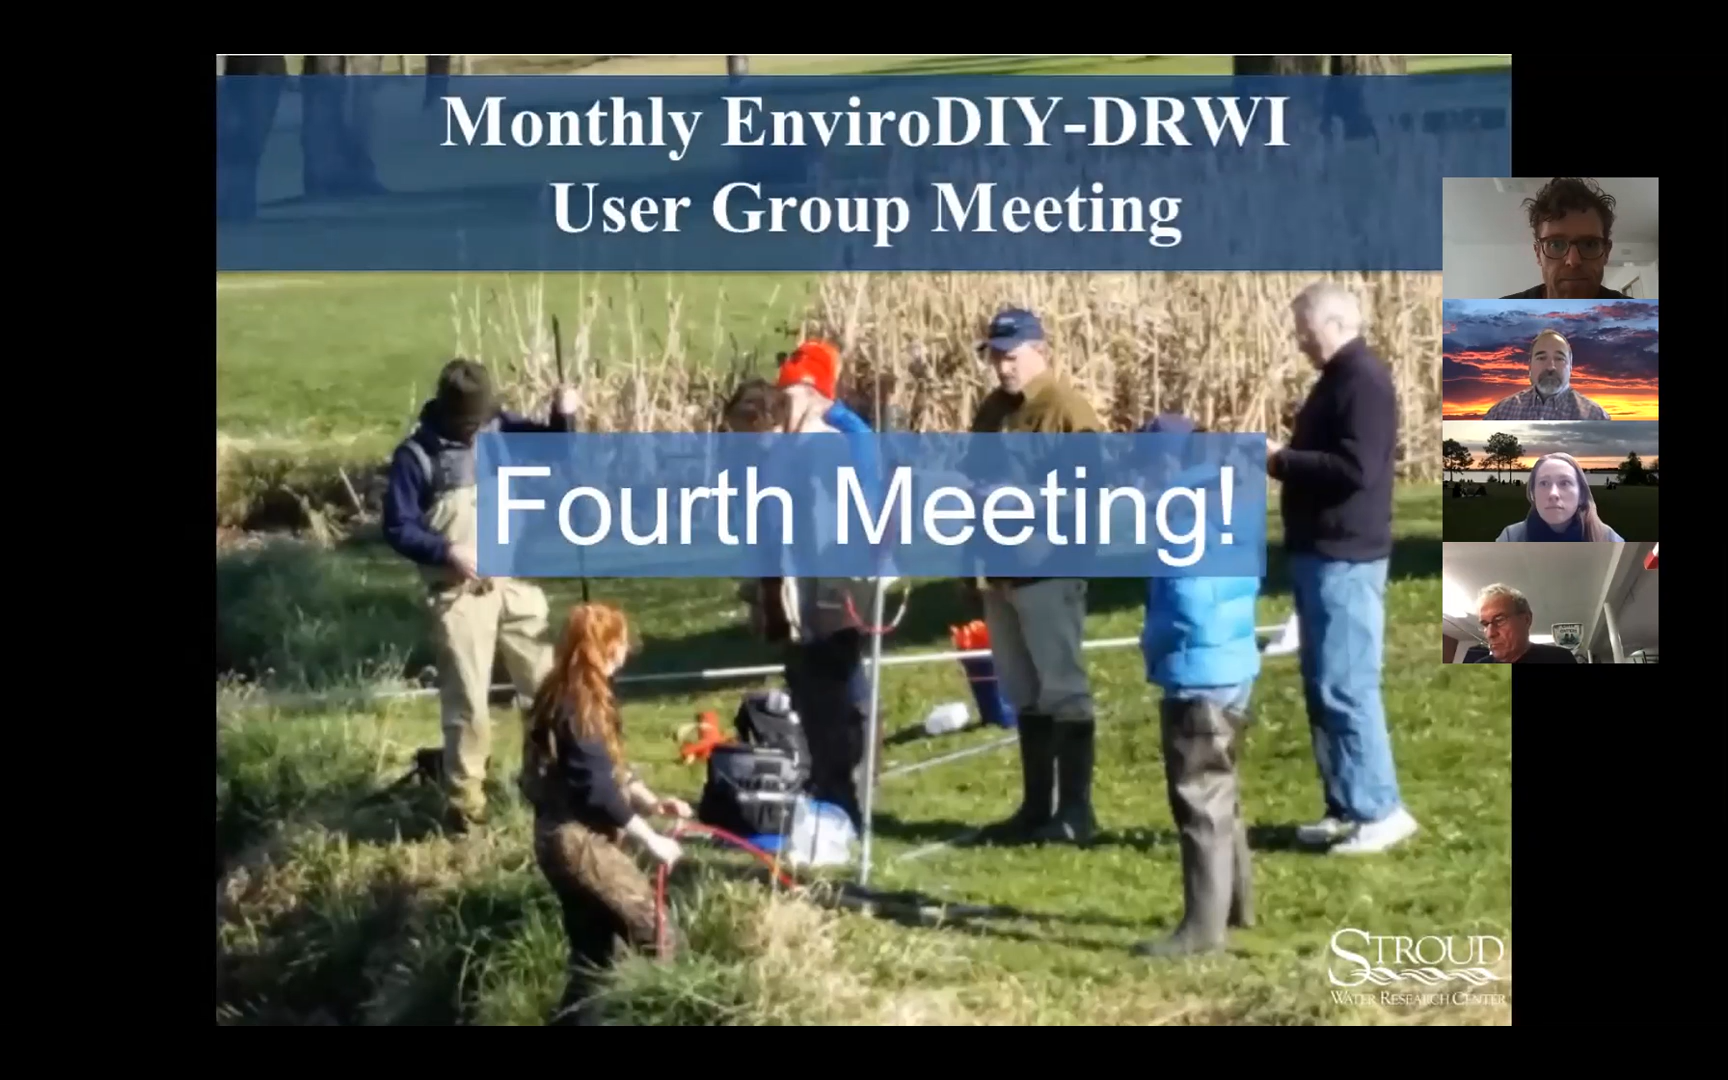 Monthly EnviroDIY-DRWI
User Group Meeting
Fourth Meeting!
STROUD
WATER RESEARCH CENTER